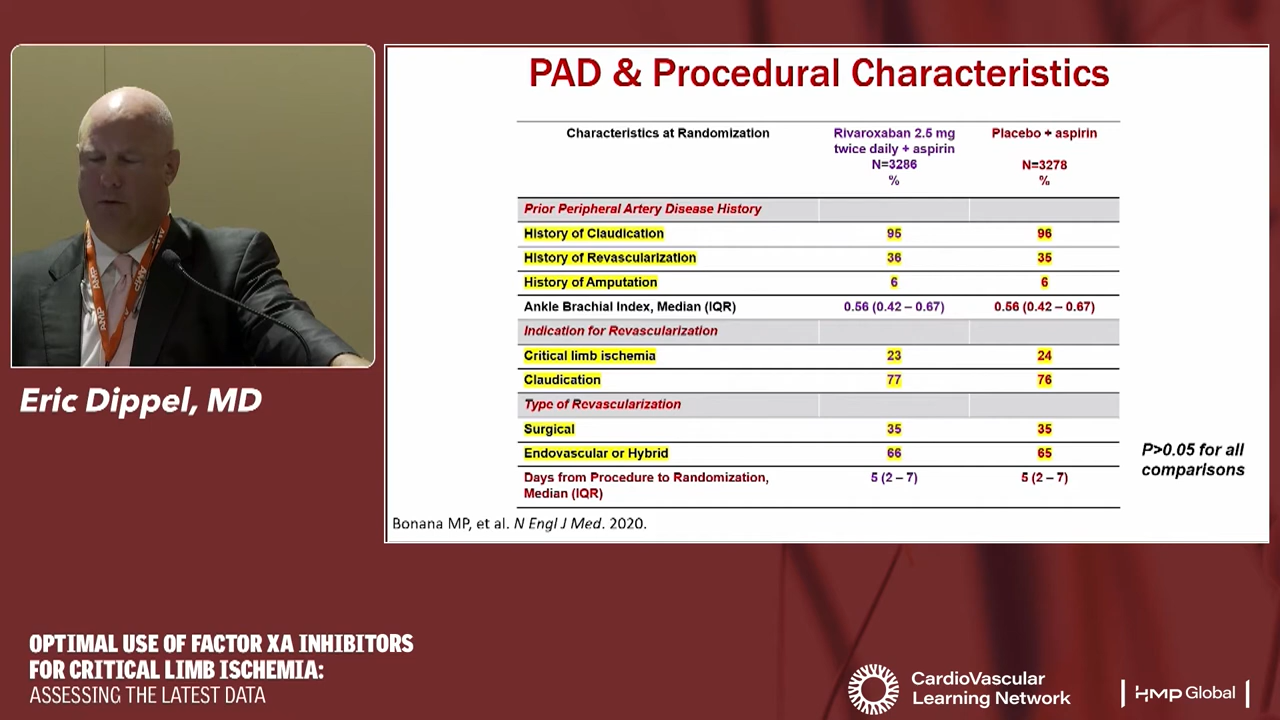 PAD & Procedural Characteristics
Characteristics at Randomization
Rivaroxaban 2.5 mg
twice daily + aspirin
N=3286
%
Placebo + aspirin
N=3278
%
Prior Peripheral Artery Disease History
History of Claudication 95 96
History of Revascularization 36 35
History of Amputation 6 6
Ankle Brachial Index, Median (IQR) 0.56 (0.42 – 0.67) 0.56 (0.42 – 0.67)
Indication for Revascularization
Critical limb ischemia 23 24
Claudication 77 76
Type of Revascularization
Surgical 35 35
Endovascular or Hybrid 66 65
Days from Procedure to Randomization, 5 (2 – 7) 5 (2 – 7)
Median (IQR)
P>0.05 for all
comparisons
Bonana MP, et al. N Engl J Med. 2020.
AMP
AMP
AMP
Eric Dippel, MD
OPTIMAL USE OF FACTOR XA INHIBITORS
FOR CRITICAL LIMB ISCHEMIA:
ASSESSING THE LATEST DATA
CardioVascular
Learning Network
HMP Global